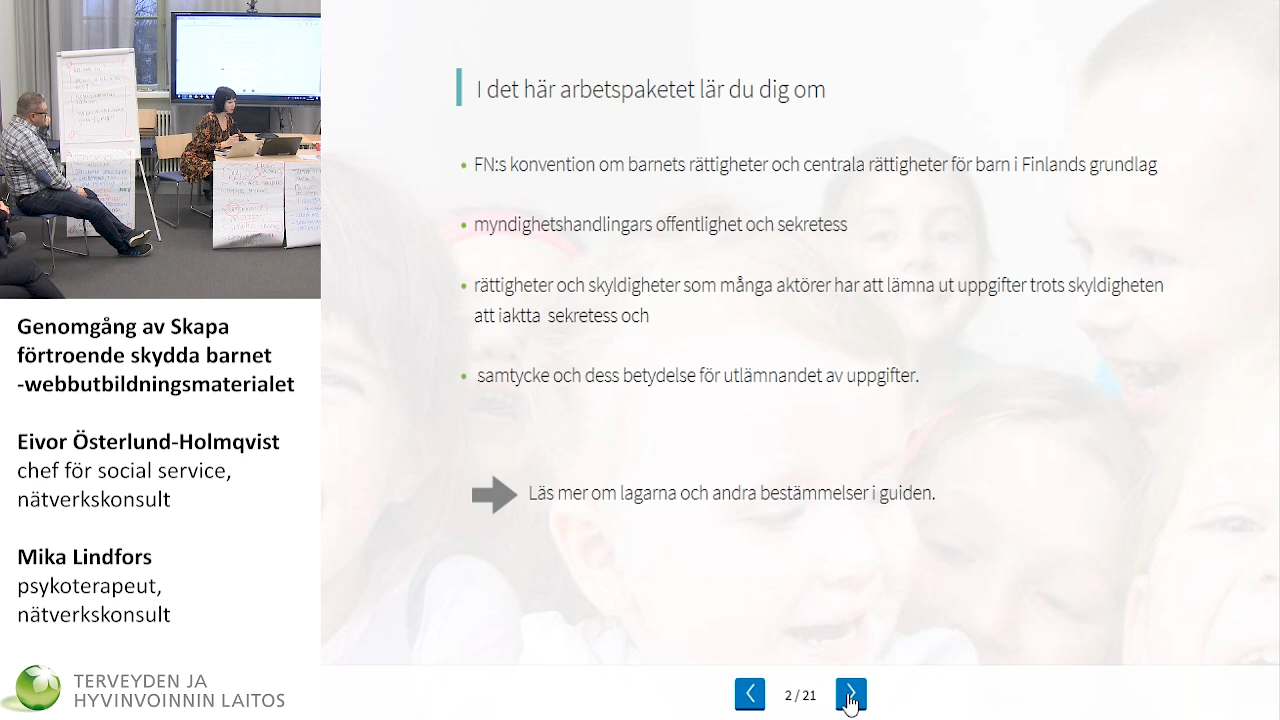 Genomgång av Skapa
förtroende skydda barnet
-webbutbildningsmaterialet
Eivor Österlund-Holmqvist
chef för social service,
nätverkskonsult
Mika Lindfors
psykoterapeut,
nätverkskonsult
TERVEYDEN JA
HYVINVOINNIN LAITOS
I det här arbetspaketet lär du dig om
• FN:s konvention om barnets rättigheter och centrala rättigheter för barn i Finlands grundlag
• myndighetshandlingars offentlighet och sekretess
• rättigheter och skyldigheter som många aktörer har att lämna ut uppgifter trots skyldigheten
att iaktta sekretess och
• samtycke och dess betydelse för utlämnandet av uppgifter.
Läs mer om lagarna och andra bestämmelser i guiden.
2 / 21